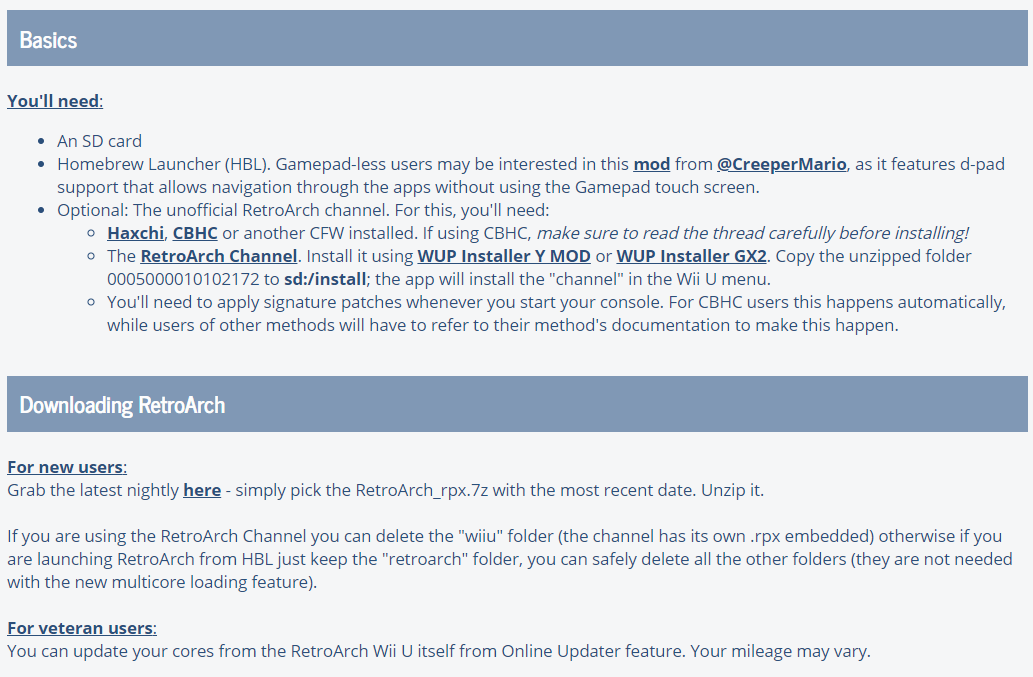 Basics
You'll need:
An SD card
Homebrew Launcher (HBL). Gamepad-less users may be interested in this mod from @CreeperMario, as it features d-pad
support that allows navigation through the apps without using the Gamepad touch screen.
Optional: The unofficial RetroArch channel. For this, you'll need:
Haxchi, CBHC or another CFW installed. If using CBHC, make sure to read the thread carefully before installing!
The RetroArch Channel. Install it using WUP Installer Y MOD or WUP Installer GX2. Copy the unzipped folder
0005000010102172 to sd:/install; the app will install the "channel" in the Wii U menu.
You'll need to apply signature patches whenever you start your console. For CBHC users this happens automatically,
while users of other methods will have to refer to their method's documentation to make this happen.
Downloading RetroArch
For new users:
Grab the latest nightly here - simply pick the RetroArch_rpx.7z with the most recent date. Unzip it.
If you are using the RetroArch Channel you can delete the "wiiu" folder (the channel has its own .rpx embedded) otherwise if you
are launching RetroArch from HBL just keep the "retroarch" folder, you can safely delete all the other folders (they are not needed
with the new multicore loading feature).
For veteran users:
You can update your cores from the RetroArch Wii U itself from Online Updater feature. Your mileage may vary.